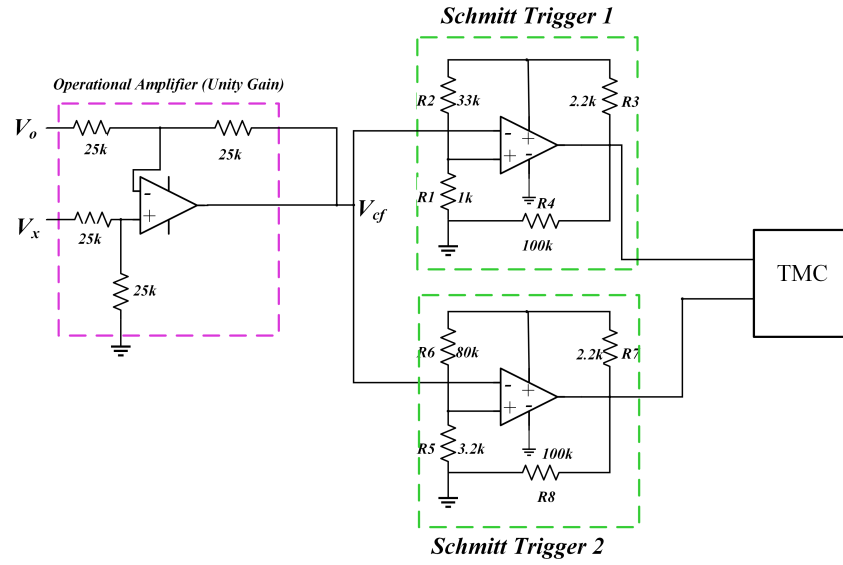 Schmitt Trigger 1
Operational Amplifier (Unity Gain)
R2 33k 2.2k R3
Vo 25k 25k
- +
- +
R1 1k R4
100k
Vx 25k
- +
25k
Vcf
TMC
R6 80k 2.2k R7
- +
- +
R5 3.2k 100k
R8
Schmitt Trigger 2